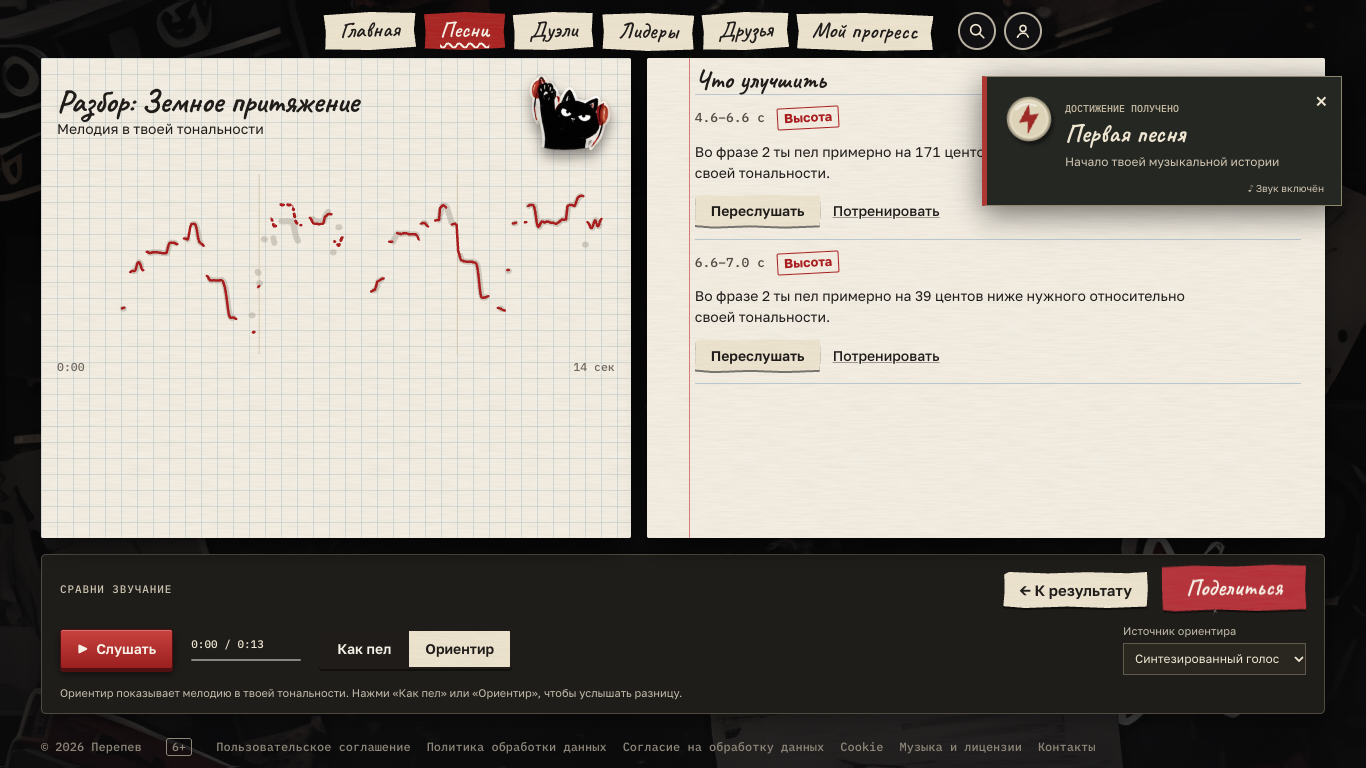 Главная
Песни
Дуэли
Лидеры
Друзья
Мой прогресс
Разбор: Земное притяжение
Мелодия в твоей тональности
0:00
14 сек
Что улучшить
4.6–6.6 с
Высота
Во фразе 2 ты пел примерно на 171
своей тональности.
Переслушать
Потренировать
6.6–7.0 с
Высота
Во фразе 2 ты пел примерно на 39 центов ниже нужного относительно
своей тональности.
Переслушать
Потренировать
ДОСТИЖЕНИЕ ПОЛУЧЕНО
×
Первая песня
Начало твоей музыкальной истории
♪ Звук включён
СРАВНИ ЗВУЧАНИЕ
← К результату
Поделиться
▶ Слушать
0:00 / 0:13
Как пел
Ориентир
Источник ориентира
Синтезированный голос
Ориентир показывает мелодию в твоей тональности. Нажми «Как пел» или «Ориентир», чтобы услышать разницу.
© 2026 Перепев
6+
Пользовательское соглашение
Политика обработки данных
Согласие на обработку данных
Cookie
Музыка и лицензии
Контакты